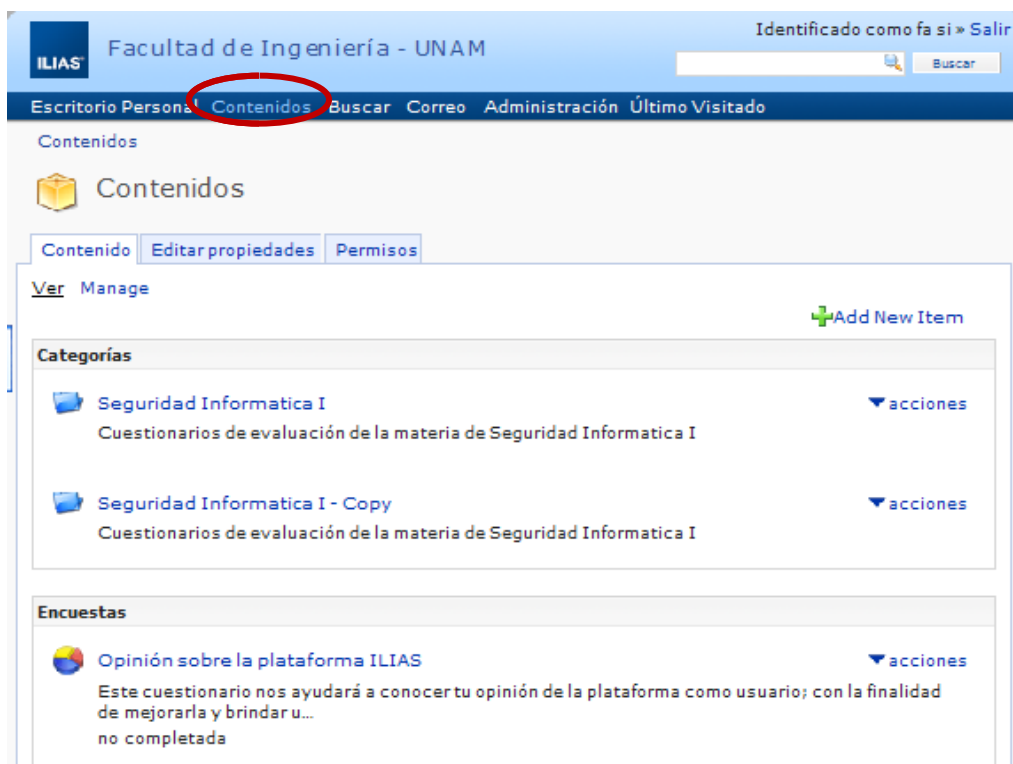 Identificado como fa si » Salir
ILIAS
Facultad de Ingeniería - UNAM
Buscar
Escritorio Personal Contenidos Buscar Correo Administración Último Visitado
Contenidos
Contenidos
Contenido Editar propiedades Permisos
Ver Manage
Add New Item
Categorías
Seguridad Informatica I acciones
Cuestionarios de evaluación de la materia de Seguridad Informatica I
Seguridad Informatica I - Copy acciones
Cuestionarios de evaluación de la materia de Seguridad Informatica I
Encuestas
Opinión sobre la plataforma ILIAS acciones
Este cuestionario nos ayudará a conocer tu opinión de la plataforma como usuario; con la finalidad
de mejorarla y brindar u...
no completada